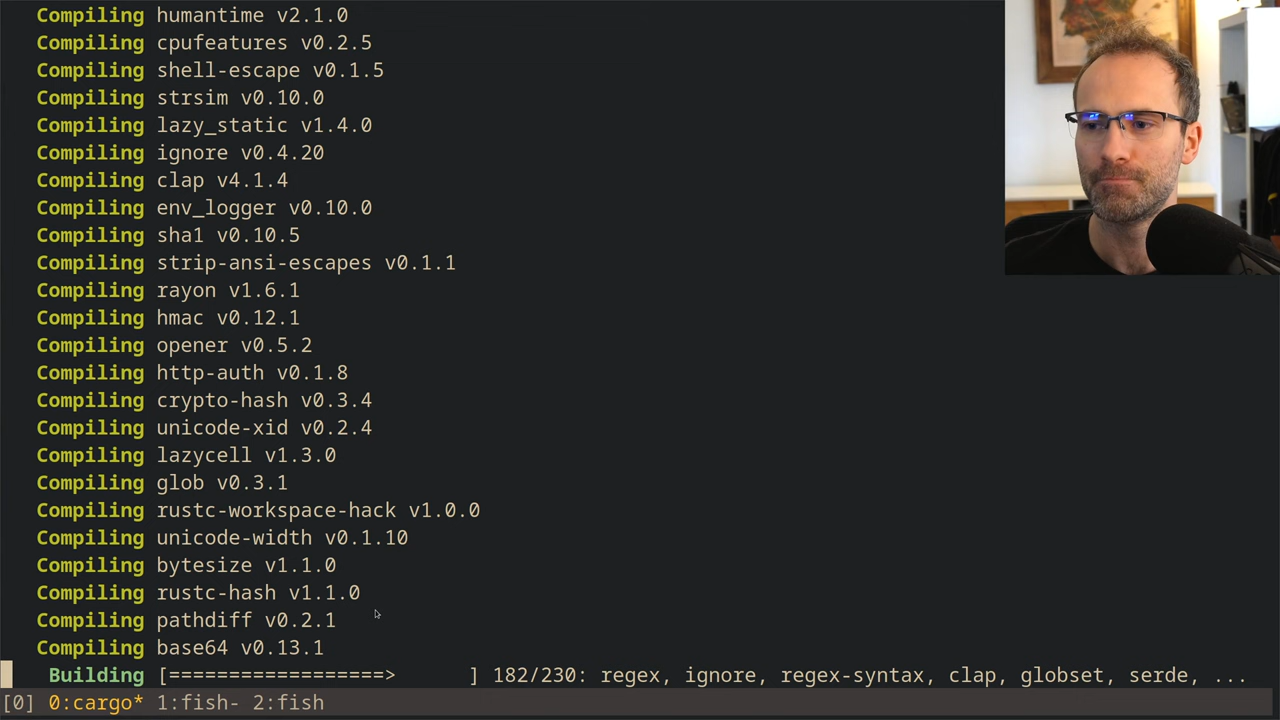 Compiling humantime v2.1.0
Compiling cpufeatures v0.2.5
Compiling shell-escape v0.1.5
Compiling strsim v0.10.0
Compiling lazy_static v1.4.0
Compiling ignore v0.4.20
Compiling clap v4.1.4
Compiling env_logger v0.10.0
Compiling sha1 v0.10.5
Compiling strip-ansi-escapes v0.1.1
Compiling rayon v1.6.1
Compiling hmac v0.12.1
Compiling opener v0.5.2
Compiling http-auth v0.1.8
Compiling crypto-hash v0.3.4
Compiling unicode-xid v0.2.4
Compiling lazycell v1.3.0
Compiling glob v0.3.1
Compiling rustc-workspace-hack v1.0.0
Compiling unicode-width v0.1.10
Compiling bytesize v1.1.0
Compiling rustc-hash v1.1.0
Compiling pathdiff v0.2.1
Compiling base64 v0.13.1
Building [==================>      ] 182/230: regex, ignore, regex-syntax, clap, globset, serde, ...
[0] 0:cargo* 1:fish- 2:fish